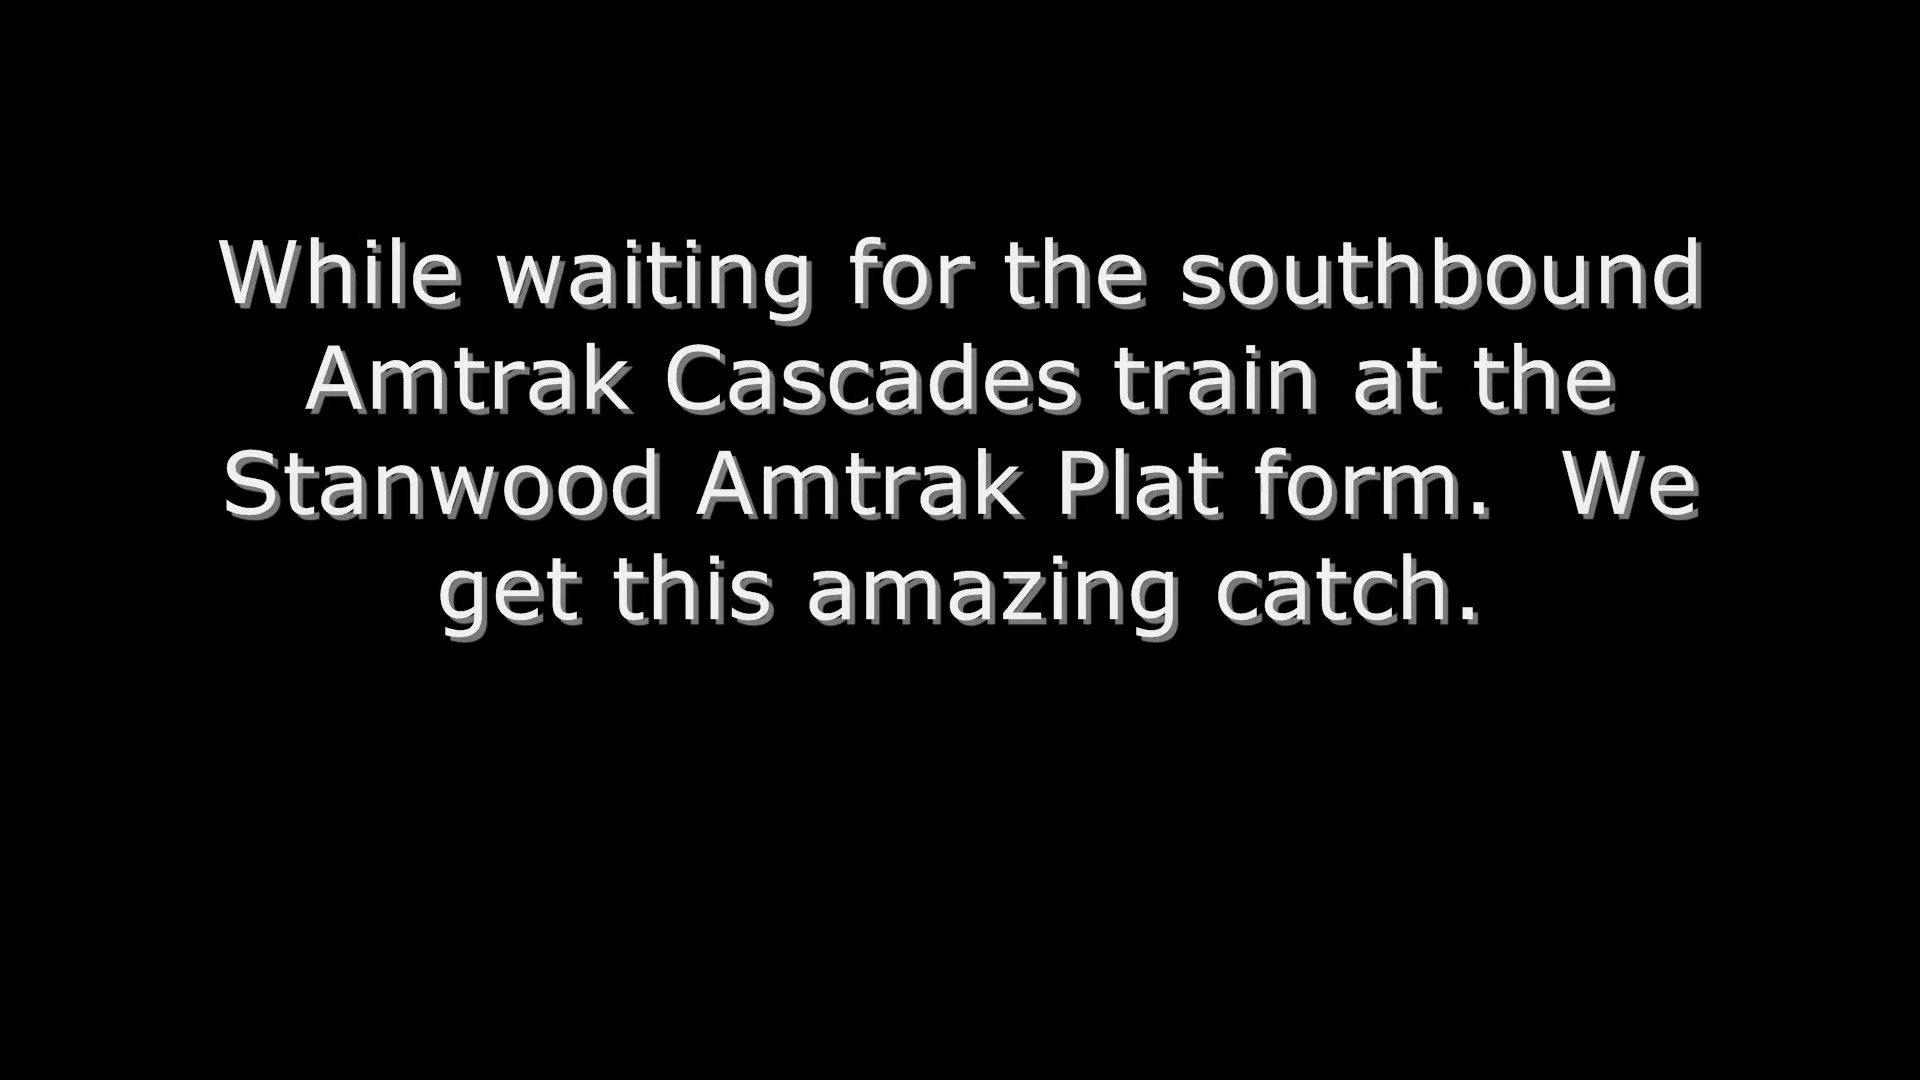 While waiting for the southbound
Amtrak Cascades train at the
Stanwood Amtrak Plat form.  We
get this amazing catch.